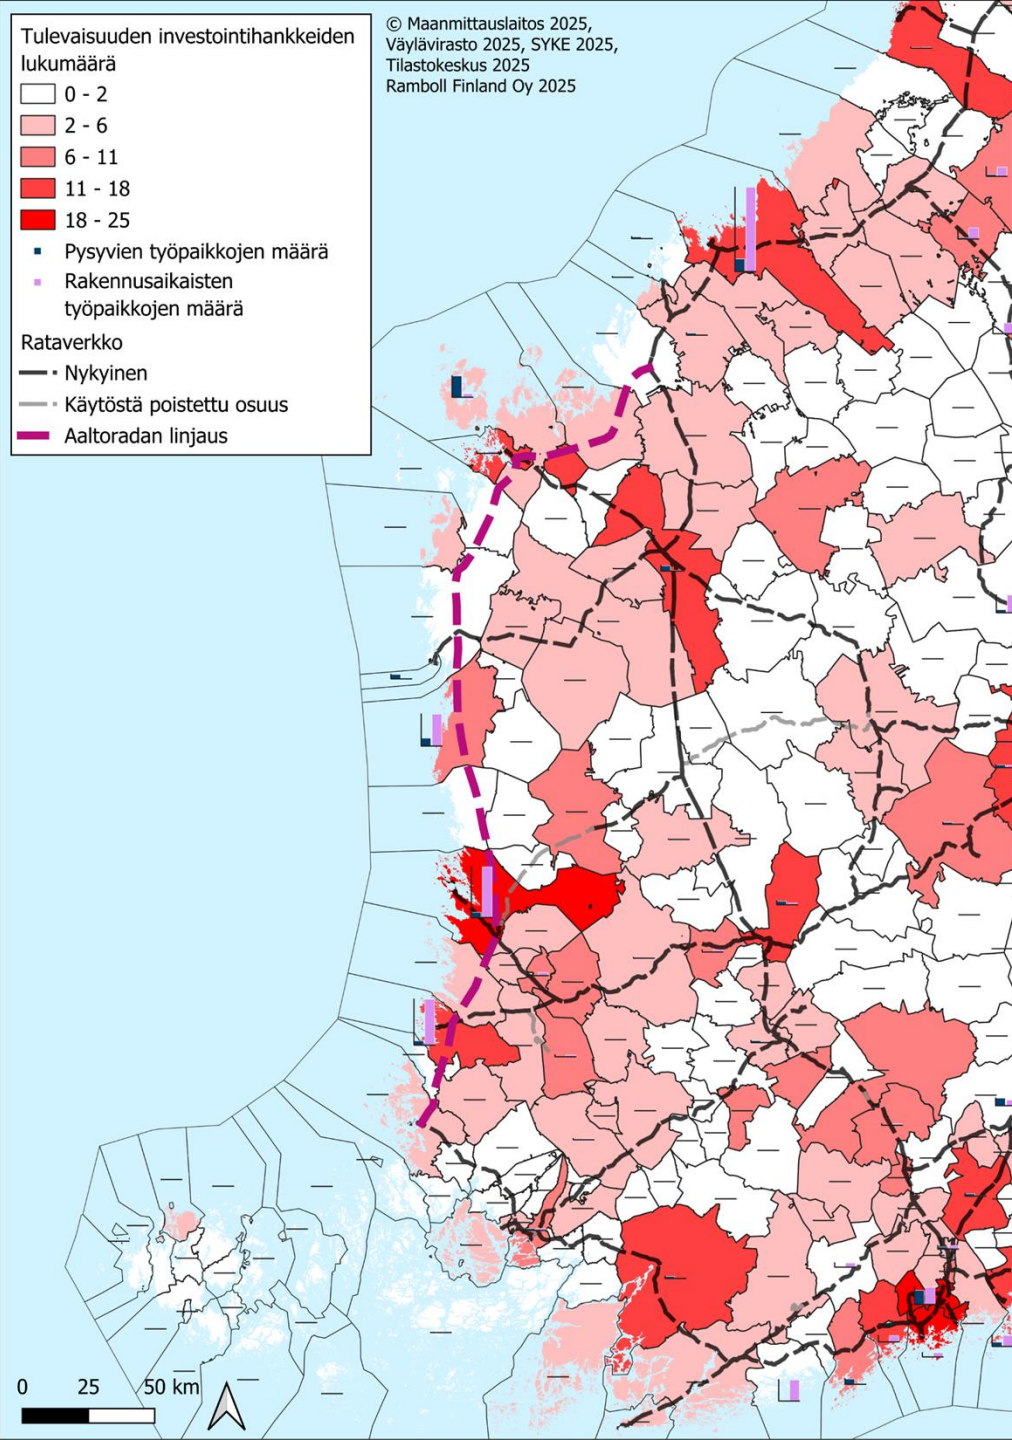 Tulevaisuuden investointihankkeiden
lukumäärä
0 - 2
2 - 6
6 - 11
11 - 18
18 - 25
Pysyvien työpaikkojen määrä
Rakennusaikaisten
työpaikkojen määrä
Rataverkko
Nykyinen
Käytöstä poistettu osuus
Aaltoradan linjaus
© Maanmittauslaitos 2025,
Väylävirasto 2025, SYKE 2025,
Tilastokeskus 2025
Ramboll Finland Oy 2025
0 25 50 km